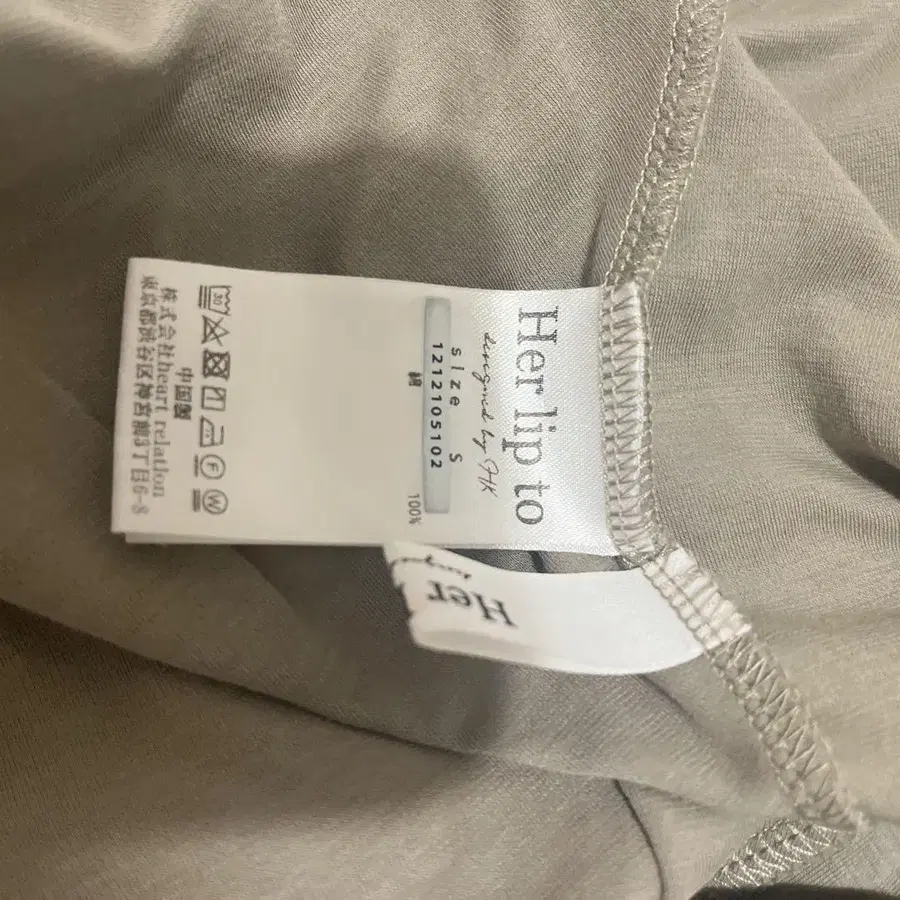 Her lip to
designed by HK
size S
1212105102
100%
30
F
W
中国製
株式会社heart relation
東京都渋谷区神宮前3丁目6-8
Her